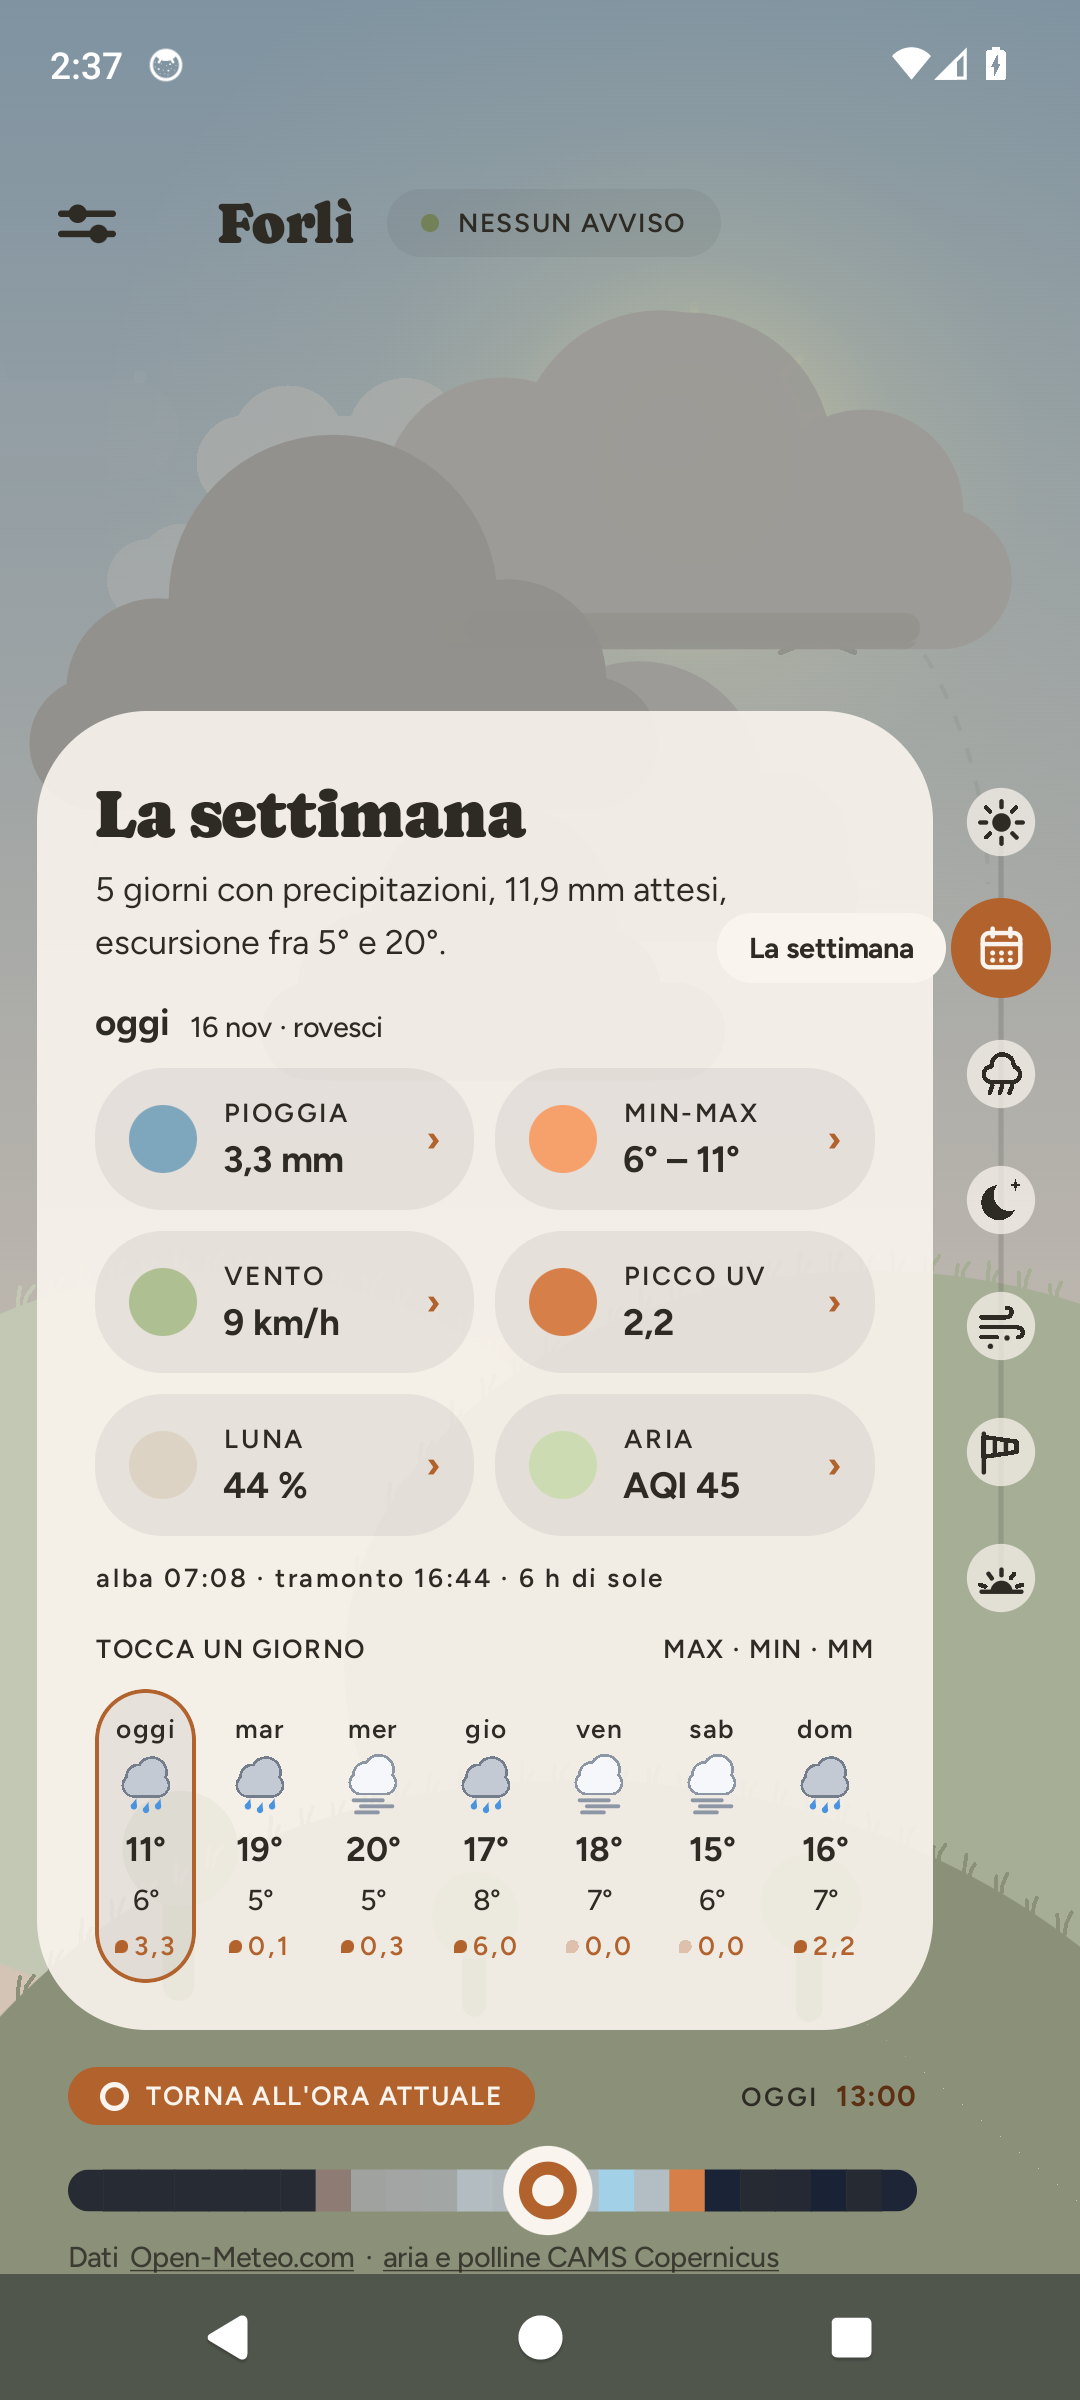 2:37
Forlì
NESSUN AVVISO
La settimana
5 giorni con precipitazioni, 11,9 mm attesi,
escursione fra 5° e 20°.
La settimana
oggi 16 nov · rovesci
PIOGGIA
3,3 mm
›
MIN-MAX
6° – 11°
›
VENTO
9 km/h
›
PICCO UV
2,2
›
LUNA
44 %
›
ARIA
AQI 45
›
alba 07:08 · tramonto 16:44 · 6 h di sole
TOCCA UN GIORNO MAX · MIN · MM
oggi mar mer gio ven sab dom
11° 19° 20° 17° 18° 15° 16°
6° 5° 5° 8° 7° 6° 7°
3,3 0,1 0,3 6,0 0,0 0,0 2,2
TORNA ALL'ORA ATTUALE
OGGI 13:00
Dati Open-Meteo.com · aria e polline CAMS Copernicus